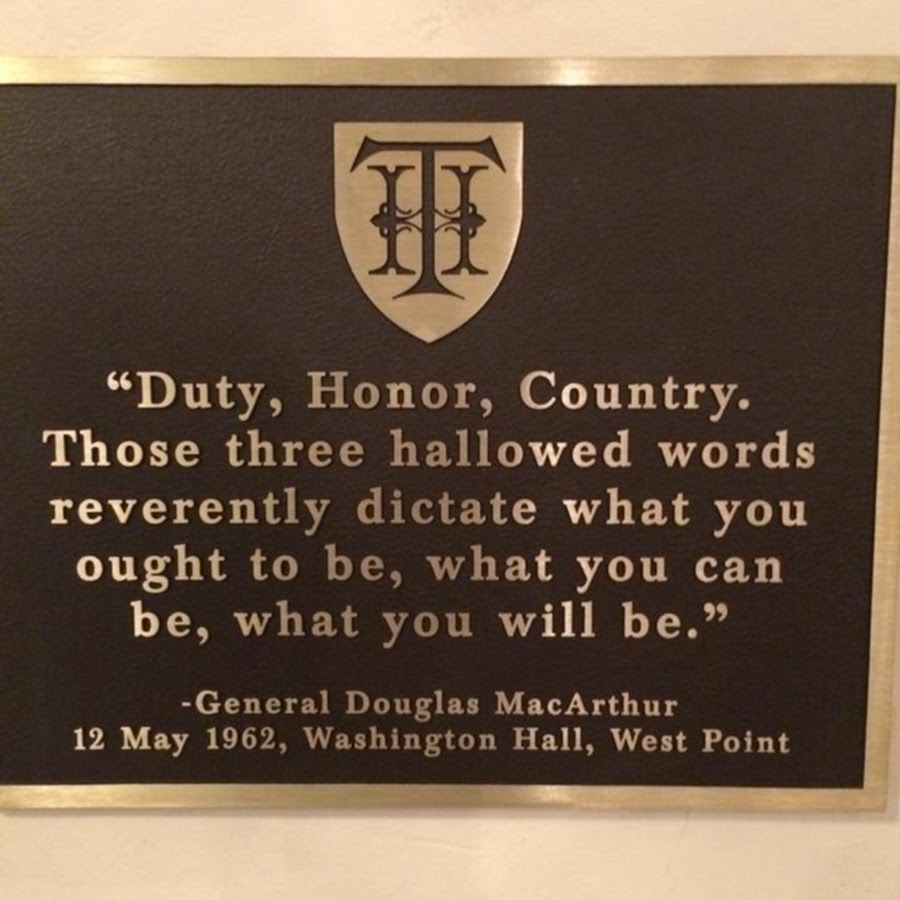 TH
“Duty, Honor, Country.
Those three hallowed words
reverently dictate what you
ought to be, what you can
be, what you will be.”
-General Douglas MacArthur
12 May 1962, Washington Hall, West Point